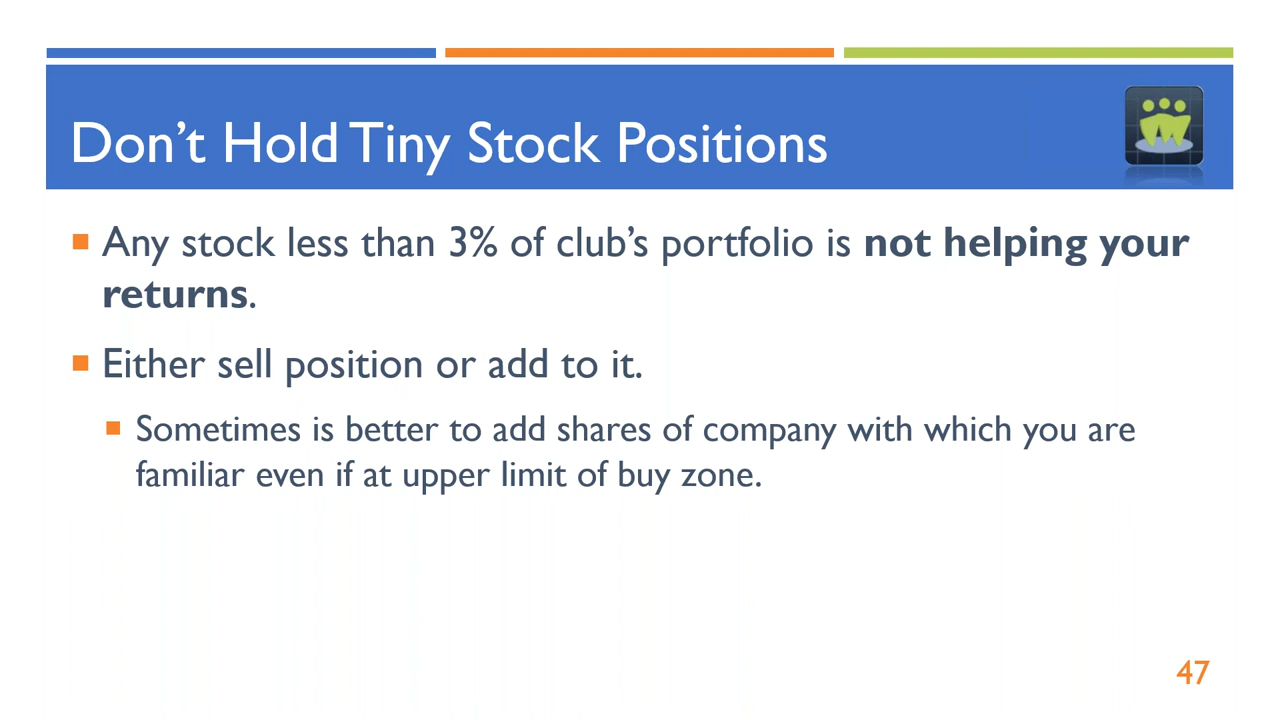 Don’t Hold Tiny Stock Positions
Any stock less than 3% of club’s portfolio is not helping your
returns.
Either sell position or add to it.
Sometimes is better to add shares of company with which you are
familiar even if at upper limit of buy zone.
47